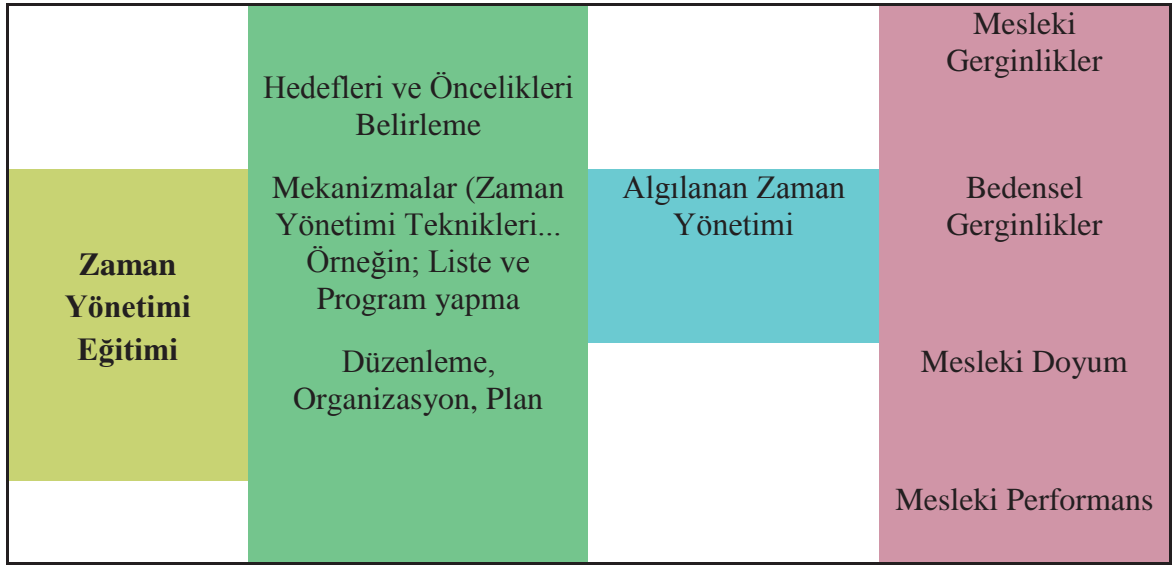 Zaman
Yönetimi
Eğitimi
Hedefleri ve Öncelikleri
Belirleme
Mekanizmalar (Zaman
Yönetimi Teknikleri...
Örneğin; Liste ve
Program yapma
Düzenleme,
Organizasyon, Plan
Algılanan Zaman
Yönetimi
Mesleki
Gerginlikler
Bedensel
Gerginlikler
Mesleki Doyum
Mesleki Performans